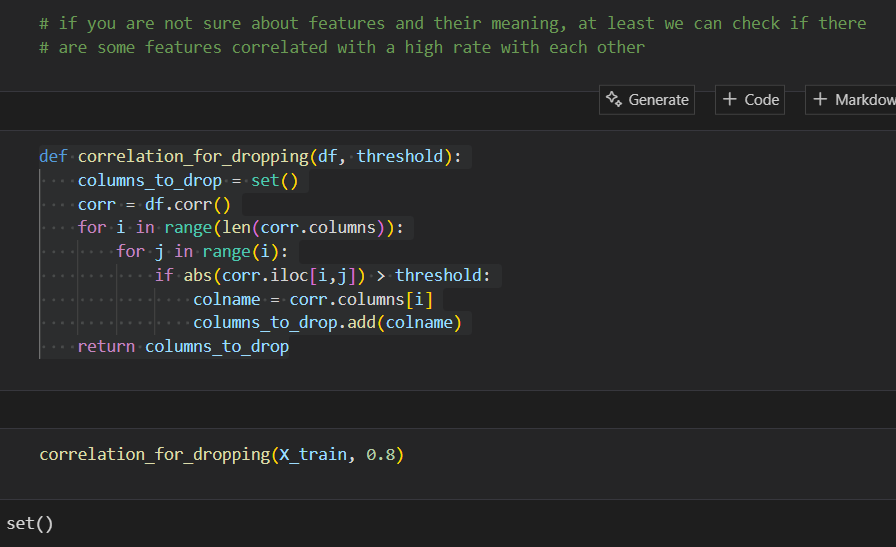 # if you are not sure about features and their meaning, at least we can check if there
# are some features correlated with a high rate with each other
Generate
+ Code
+ Markdow
def correlation_for_dropping(df, threshold):
    columns_to_drop = set()
    corr = df.corr()
    for i in range(len(corr.columns)):
        for j in range(i):
            if abs(corr.iloc[i,j]) > threshold:
                colname = corr.columns[i]
                columns_to_drop.add(colname)
    return columns_to_drop
correlation_for_dropping(X_train, 0.8)
set()